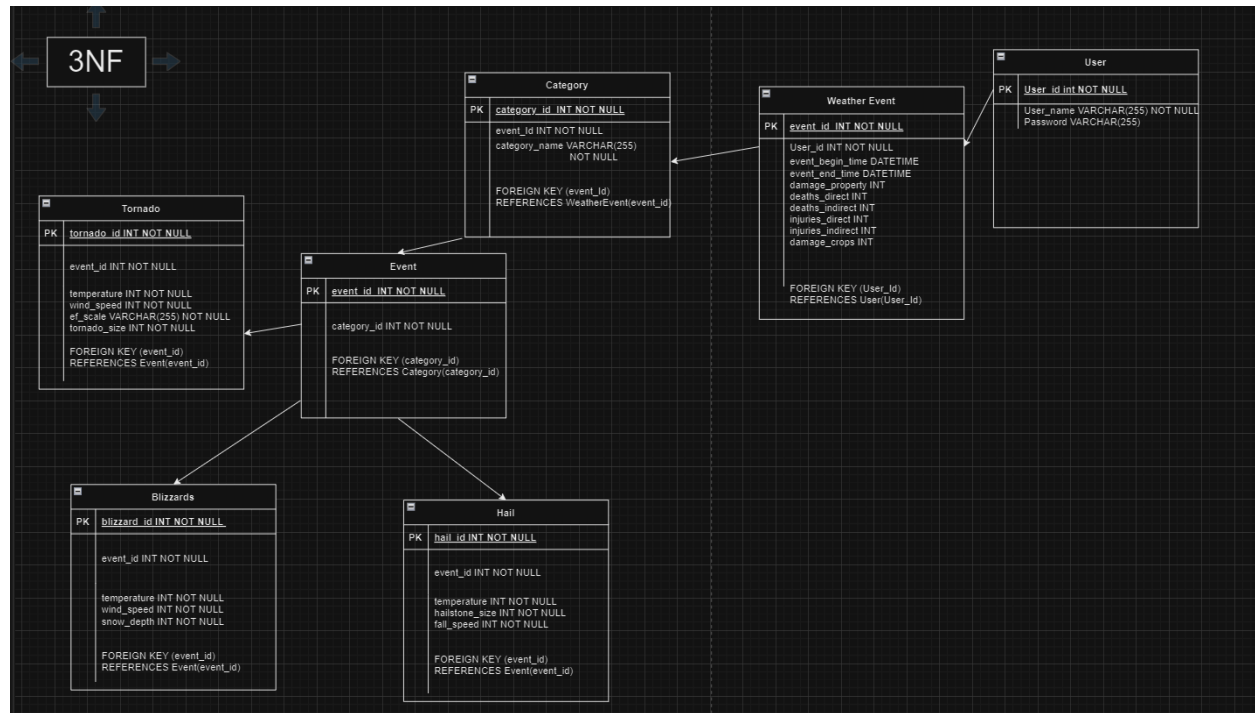 3NF
Category
PK category_id INT NOT NULL
event_Id INT NOT NULL
category_name VARCHAR(255)
NOT NULL
FOREIGN KEY (event_Id)
REFERENCES WeatherEvent(event_id)
Weather Event
PK event_id INT NOT NULL
User_id INT NOT NULL
event_begin_time DATETIME
event_end_time DATETIME
damage_property INT
deaths_direct INT
deaths_indirect INT
injuries_direct INT
injuries_indirect INT
damage_crops INT
FOREIGN KEY (User_Id)
REFERENCES User(User_Id)
User
PK User_id int NOT NULL
User_name VARCHAR(255) NOT NULL
Password VARCHAR(255)
Tornado
PK tornado_id INT NOT NULL
event_id INT NOT NULL
temperature INT NOT NULL
wind_speed INT NOT NULL
ef_scale VARCHAR(255) NOT NULL
tornado_size INT NOT NULL
FOREIGN KEY (event_id)
REFERENCES Event(event_id)
Event
PK event_id INT NOT NULL
category_id INT NOT NULL
FOREIGN KEY (category_id)
REFERENCES Category(category_id)
Blizzards
PK blizzard_id INT NOT NULL
event_id INT NOT NULL
temperature INT NOT NULL
wind_speed INT NOT NULL
snow_depth INT NOT NULL
FOREIGN KEY (event_id)
REFERENCES Event(event_id)
Hail
PK hail_id INT NOT NULL
event_id INT NOT NULL
temperature INT NOT NULL
hailstone_size INT NOT NULL
fall_speed INT NOT NULL
FOREIGN KEY (event_id)
REFERENCES Event(event_id)